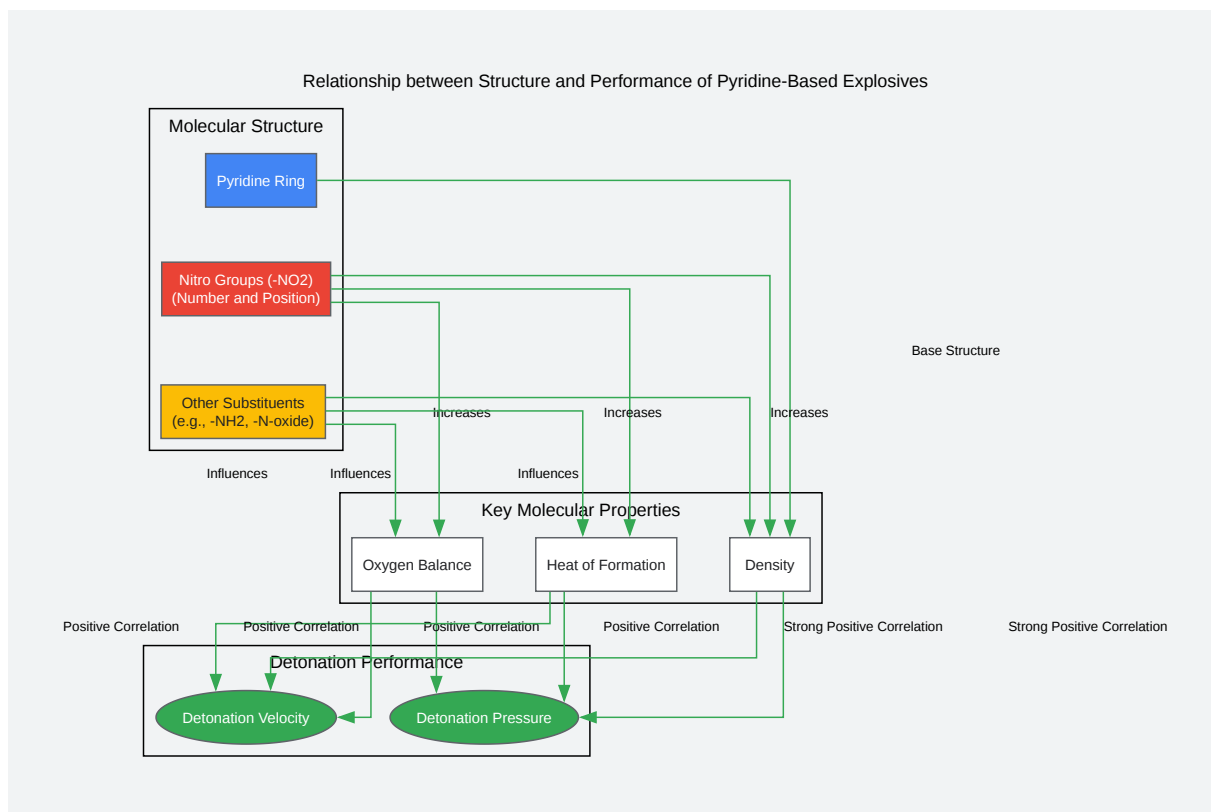 Relationship between Structure and Performance of Pyridine-Based Explosives
Molecular Structure
Pyridine Ring
Nitro Groups (-NO2)
(Number and Position)
Base Structure
Other Substituents
(e.g., -NH2, -N-oxide)
Increases
Increases
Increases
Influences
Influences
Influences
Key Molecular Properties
Oxygen Balance
Heat of Formation
Density
Positive Correlation
Positive Correlation
Positive Correlation
Positive Correlation
Strong Positive Correlation
Strong Positive Correlation
Detonation Performance
Detonation Velocity
Detonation Pressure